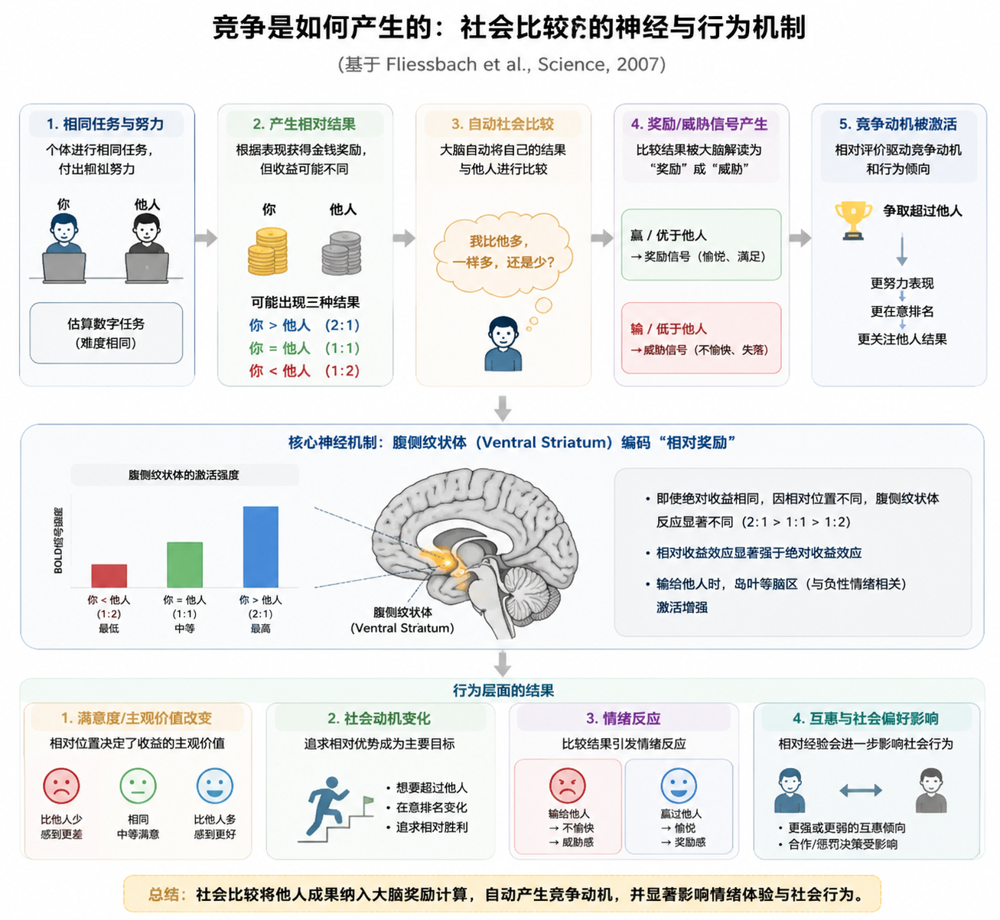 竞争是如何产生的：社会比较的神经与行为机制
(基于 Fliessbach et al., Science, 2007)
1. 相同任务与努力
个体进行相同任务，
付出 努力
你 他人
估算数字任务
(难度相同)
2. 产生相对结果
根据表现获得金钱奖励，
但收益可能不同
你 他人
可能出现三种结果
你 > 他人 (2:1)
你 = 他人 (1:1)
你 < 他人 (1:2)
3. 自动社会比较
大脑自动将自己的结果
与他人进行比较
我比他多，
一样多，还是少？
4. 奖励/威胁信号产生
比较结果被大脑解读为
“奖励” 或 “威胁”
赢 / 优于他人
→ 奖励信号（愉悦、满足）
输 / 低于他人
→ 威胁信号（不愉快、失落）
5. 竞争动机被激活
相对评价驱动竞争动机
和行为倾向
争取超过他人
更努力表现
更在意排名
更关注他人结果
核心神经机制：腹侧纹状体（Ventral Striatum）编码“相对奖励”
腹侧纹状体的激活强度
BOLD信号
你 < 他人
(1:2)
最低
你 = 他人
(1:1)
中等
你 > 他人
(2:1)
最高
腹侧纹状体
(Ventral Striatum)
• 即使绝对收益相同，因相对位置不同，腹侧纹状体
反应显著不同（2:1 > 1:1 > 1:2）
• 相对收益效应显著强于绝对收益效应
• 输给他人时，岛叶等脑区（与负性情绪相关）
激活增强
行为层面的结果
1. 满意度/主观价值改变
相对位置决定了收益的主观价值
比他人少
感到更差
相同
中等满意
比他人多
感到更好
2. 社会动机变化
追求相对优势成为主要目标
• 想要超过他人
• 在意排名变化
• 追求相对胜利
3. 情绪反应
比较结果引发情绪反应
输给他人
→ 不愉快
→ 威胁感
赢过他人
→ 愉悦
→ 奖励感
4. 互惠与社会偏好影响
相对经验会进一步影响社会行为
• 更强或更弱的互惠倾向
• 合作/惩罚决策受影响
总结：社会比较将他人成果纳入大脑奖励计算，自动产生竞争动机，并显著影响情绪体验与社会行为。